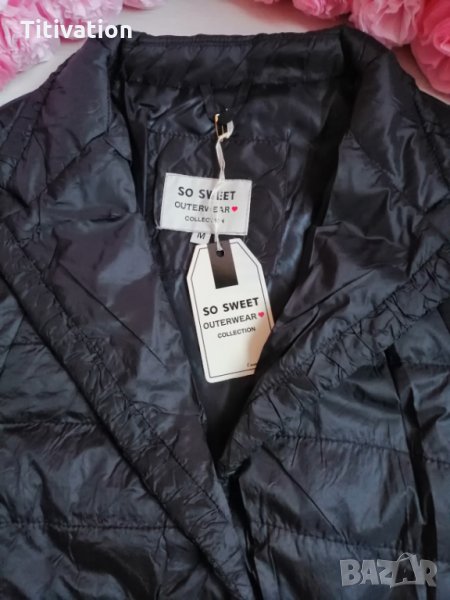 Titivation
SO SWEET
OUTERWEAR
COLLECTION
M
SO SWEET
OUTERWEAR
COLLECTION
BAZAR